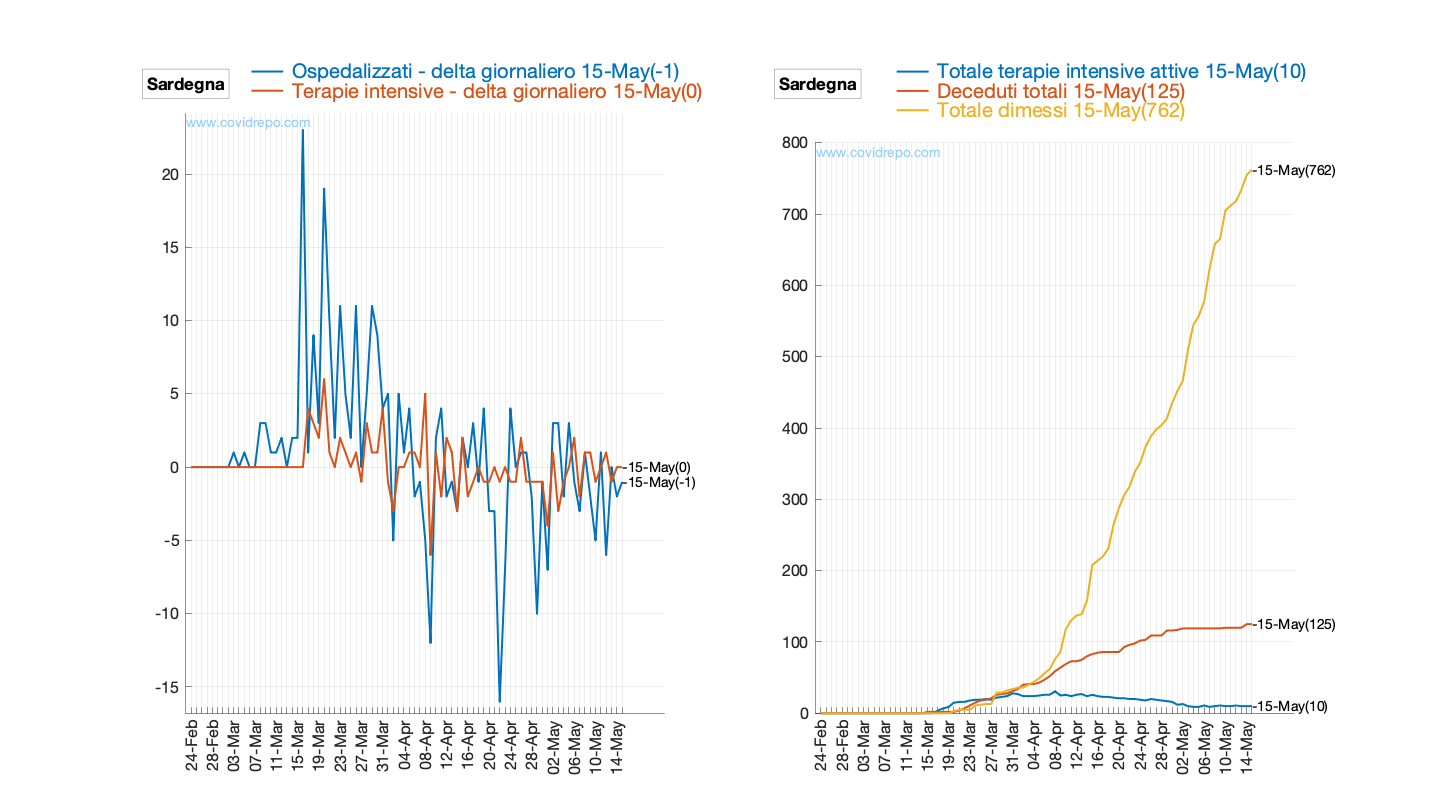 Sardegna
Ospedalizzati - delta giornaliero 15-May(-1)
Terapie intensive - delta giornaliero 15-May(0)
www.covidrepo.com
20
15
10
5
0
-5
-10
-15
-15-May(0)
-15-May(-1)
24-Feb
28-Feb
03-Mar
07-Mar
11-Mar
15-Mar
19-Mar
23-Mar
27-Mar
31-Mar
04-Apr
08-Apr
12-Apr
16-Apr
20-Apr
24-Apr
28-Apr
02-May
06-May
10-May
14-May
Sardegna
Totale terapie intensive attive 15-May(10)
Deceduti totali 15-May(125)
Totale dimessi 15-May(762)
www.covidrepo.com
800
700
600
500
400
300
200
100
0
-15-May(762)
-15-May(125)
-15-May(10)
24-Feb
28-Feb
03-Mar
07-Mar
11-Mar
15-Mar
19-Mar
23-Mar
27-Mar
31-Mar
04-Apr
08-Apr
12-Apr
16-Apr
20-Apr
24-Apr
28-Apr
02-May
06-May
10-May
14-May